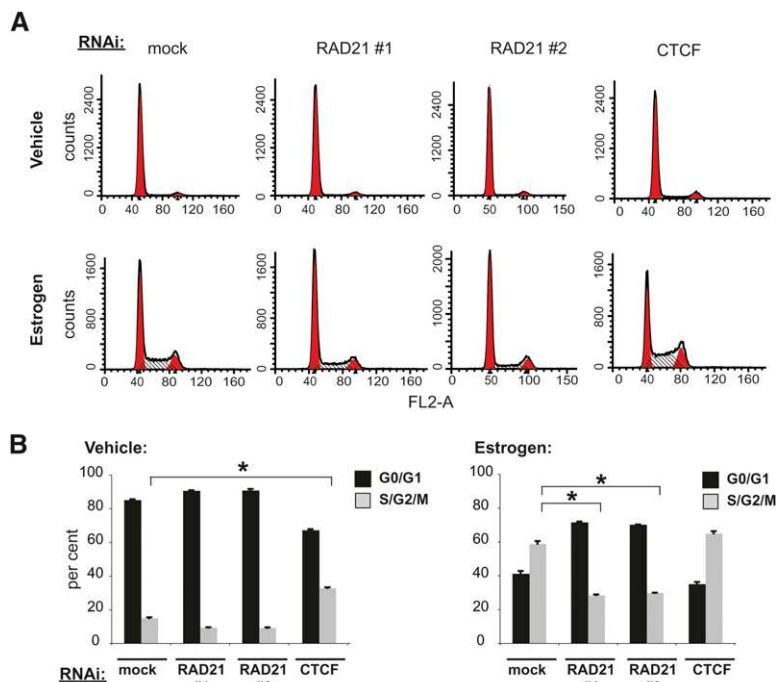 A
RNAi: mock RAD21 #1 RAD21 #2 CTCF
Vehicle
counts
0 1200 2400
0 40 80 120 160
0 1200 2400
0 40 80 120 160
0 1200 2400
0 50 100 150
0 1200 2400
0 40 80 120 160
Estrogen
counts
0 800 1600
0 40 80 120 160
0 800 1600
0 40 80 120 160
0 1000 2000
0 50 100 150
0 800 1600
0 40 80 120 160
FL2-A
B
Vehicle:
*
G0/G1
S/G2/M
per cent
100
80
60
40
20
0
mock RAD21 RAD21 CTCF
RNAi:
Estrogen:
*
*
G0/G1
S/G2/M
100
80
60
40
20
0
mock RAD21 RAD21 CTCF